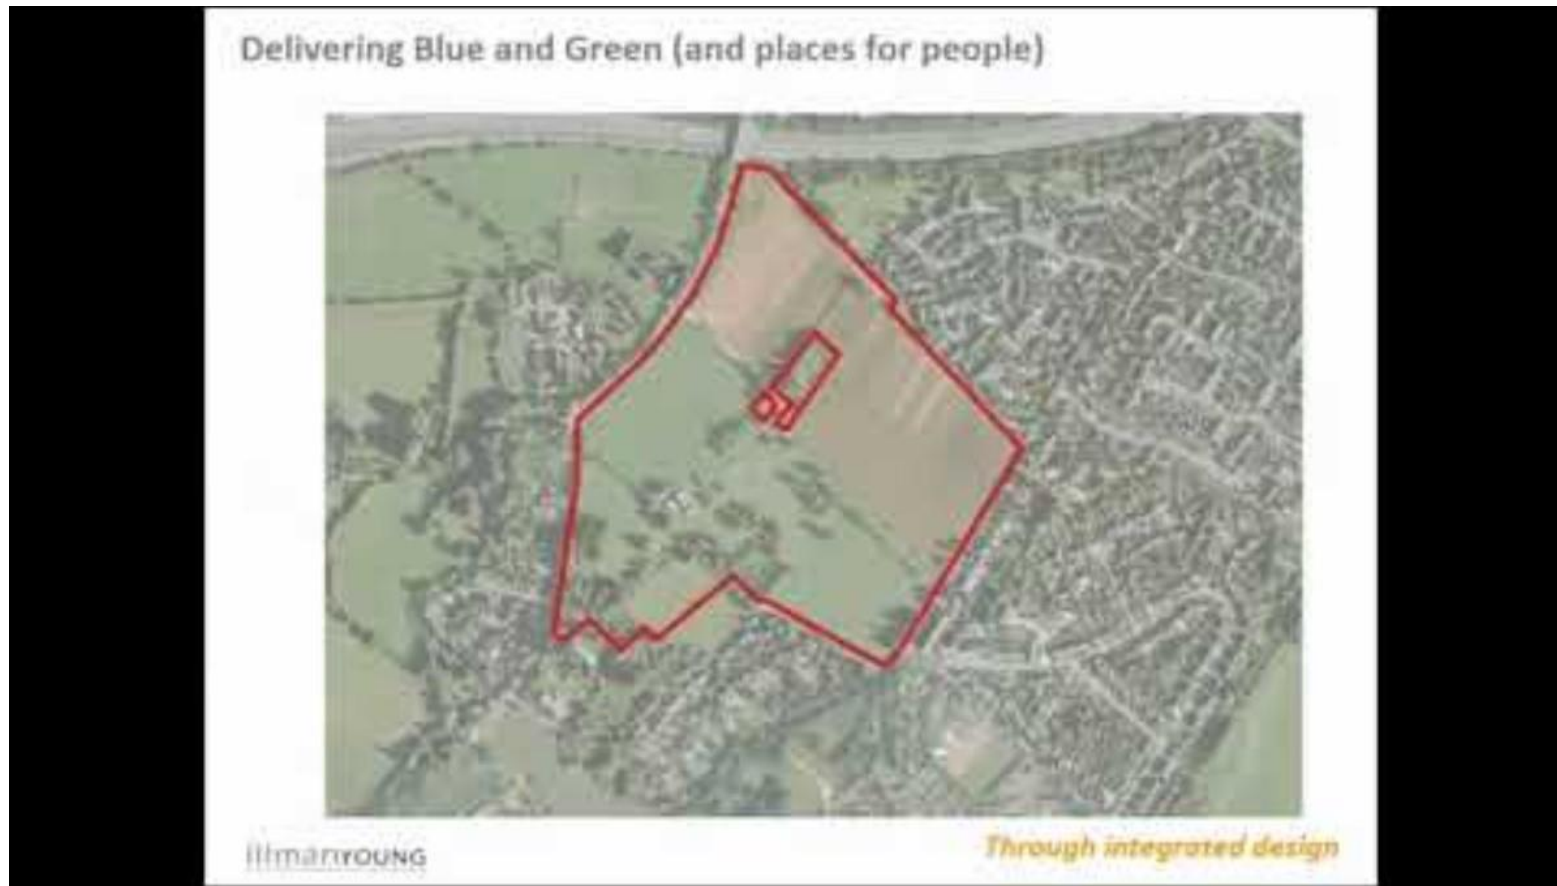 Delivering Blue and Green (and places for people)
illmanYOUNG
Through integrated design